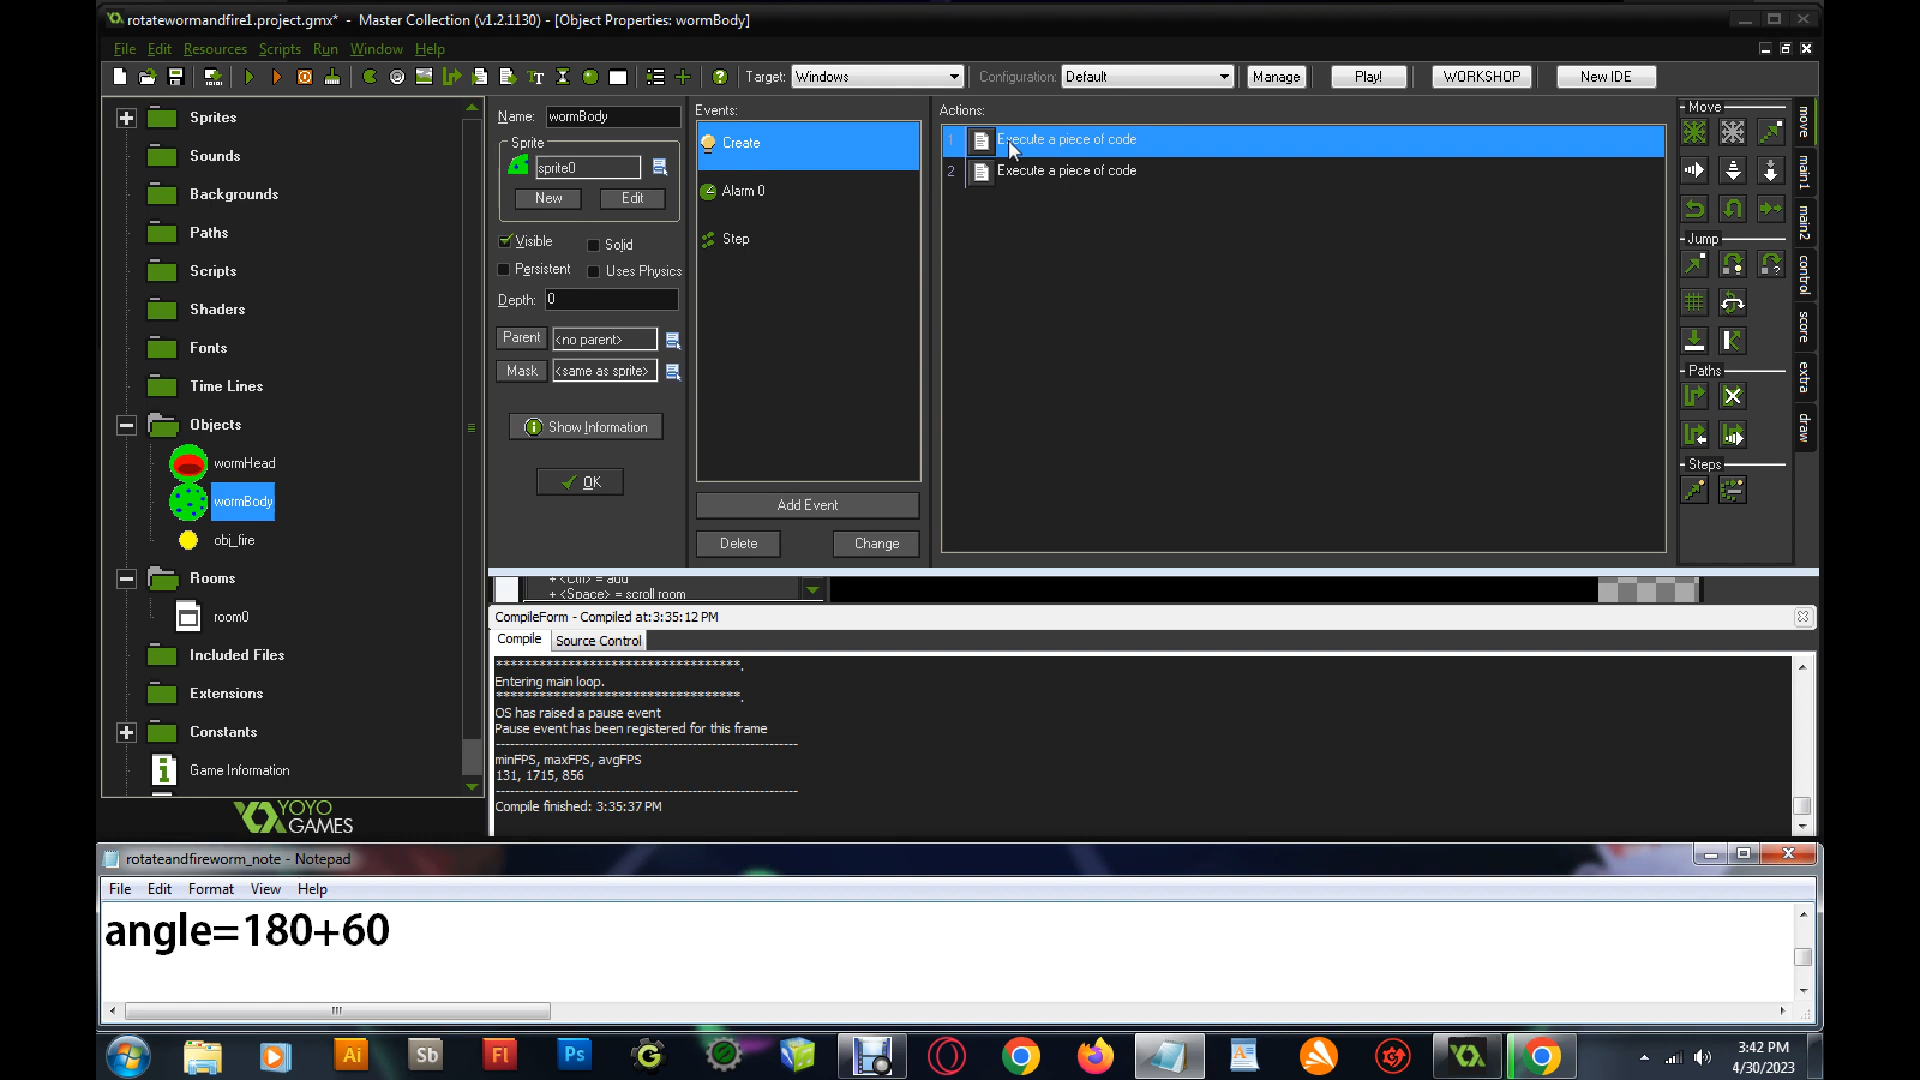 rotatewormandfire1.project.gmx* - Master Collection (v1.2.1130) - [Object Properties: wormBody]
File Edit Resources Scripts Run Window Help
Target: Windows Configuration: Default Manage Play! WORKSHOP New IDE
Sprites
Sounds
Backgrounds
Paths
Scripts
Shaders
Fonts
Time Lines
Objects
wormHead
wormBody
obj_fire
Rooms
room0
Included Files
Extensions
Constants
Game Information
YOYO
GAMES
Name: wormBody
Sprite
sprite0
New Edit
Visible Solid
Persistent Uses Physics
Depth: 0
Parent <no parent>
Mask <same as sprite>
Show Information
OK
Events:
Create
Alarm 0
Step
Add Event
Delete Change
Actions:
1 Execute a piece of code
2 Execute a piece of code
Move
Jump
Paths
Steps
move
main1
main2
control
score
extra
draw
+ <Ctrl> = add
+ <Space> = scroll room
CompileForm - Compiled at:3:35:12 PM
Compile Source Control
*********************************.
Entering main loop.
*********************************.
OS has raised a pause event
Pause event has been registered for this frame
minFPS, maxFPS, avgFPS
131, 1715, 856
Compile finished: 3:35:37 PM
rotateandfireworm_note - Notepad
File Edit Format View Help
angle=180+60
Ai Sb Fl Ps
3:42 PM
4/30/2023